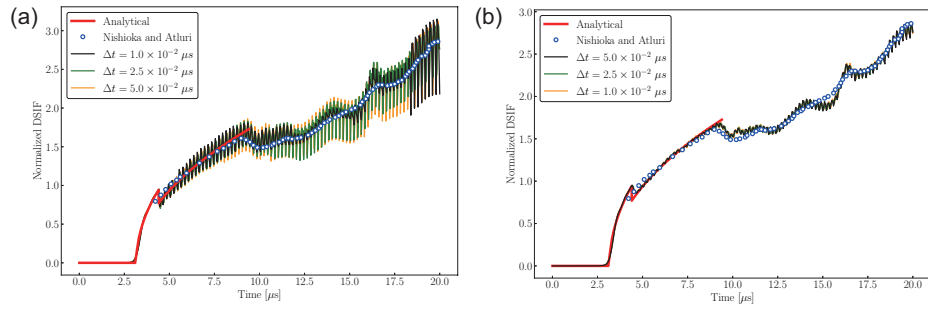 (a)
Analytical
Nishioka and Atluri
Δt = 1.0 × 10⁻² μs
Δt = 2.5 × 10⁻² μs
Δt = 5.0 × 10⁻² μs
3.0
2.5
2.0
1.5
1.0
0.5
0.0
Normalized DSIF
0.0 2.5 5.0 7.5 10.0 12.5 15.0 17.5 20.0
Time [μs]
(b)
Analytical
Nishioka and Atluri
Δt = 5.0 × 10⁻² μs
Δt = 2.5 × 10⁻² μs
Δt = 1.0 × 10⁻² μs
3.0
2.5
2.0
1.5
1.0
0.5
0.0
Normalized DSIF
0.0 2.5 5.0 7.5 10.0 12.5 15.0 17.5 20.0
Time [μs]